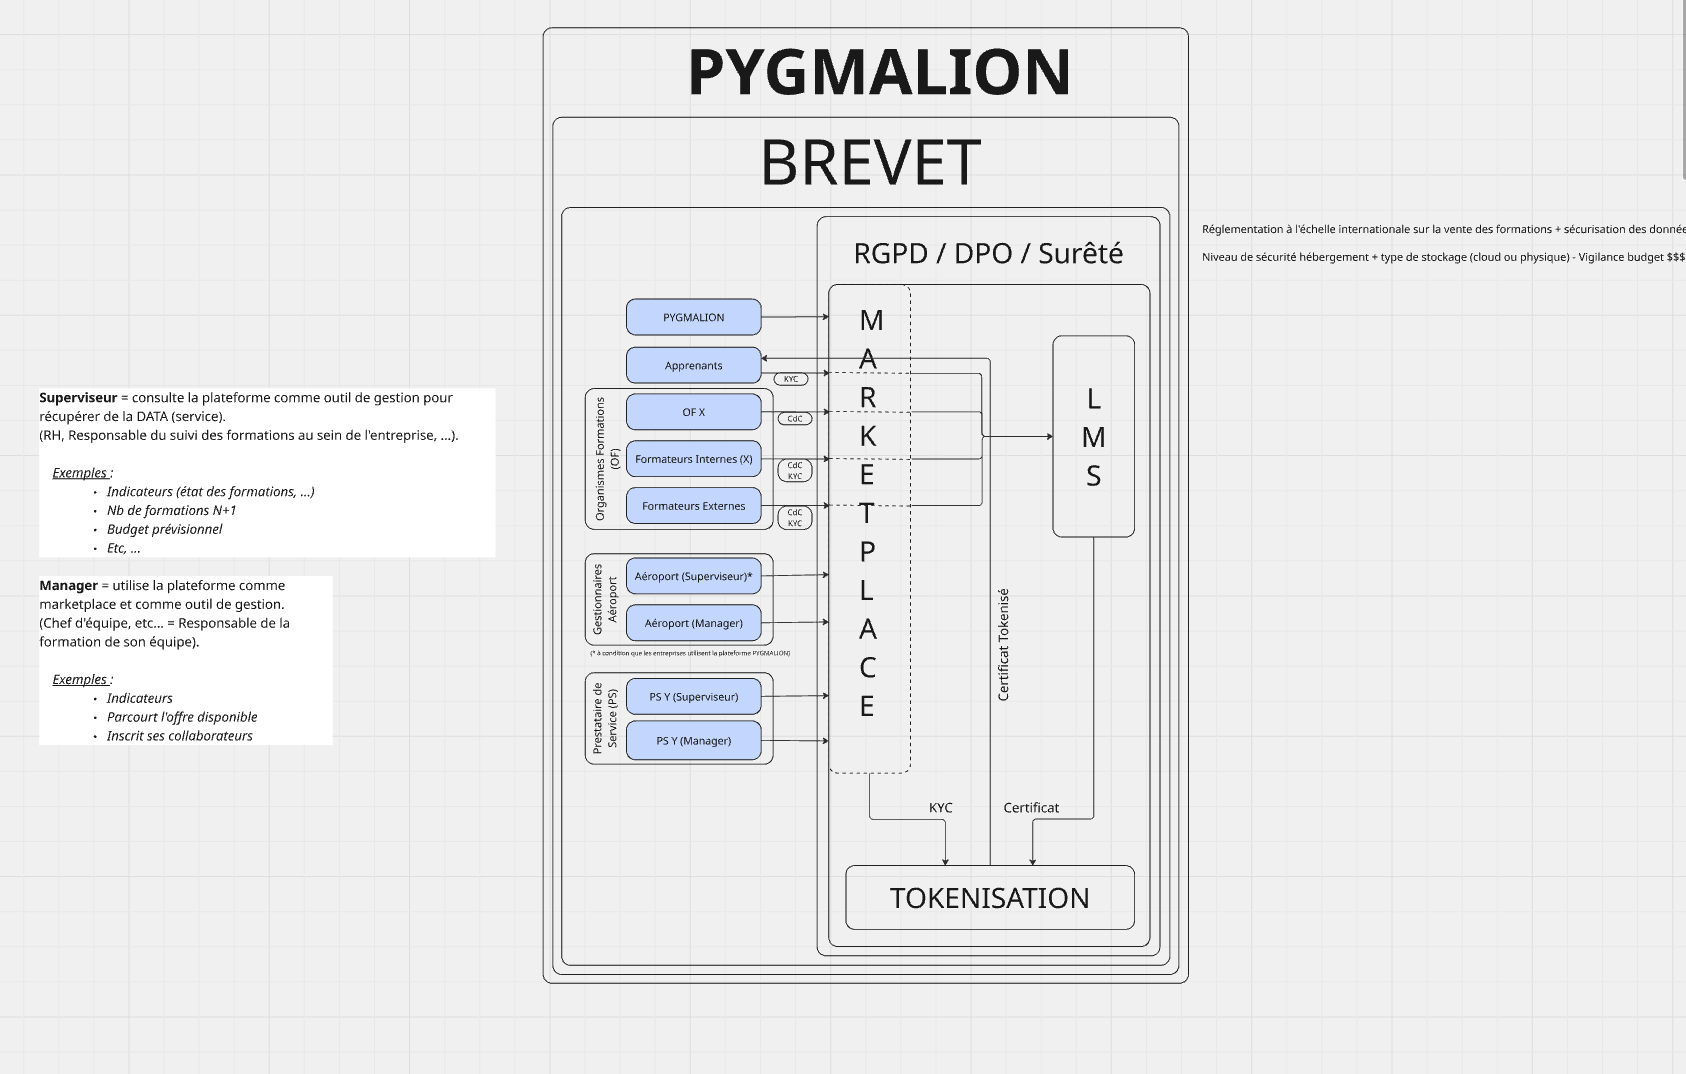 PYGMALION
BREVET
RGPD / DPO / Sûreté
Réglementation à l'échelle internationale sur la vente des formations + sécurisation des donnée
Niveau de sécurité hébergement + type de stockage (cloud ou physique) - Vigilance budget $$$
PYGMALION
Apprenants
KYC
Organismes Formations
(OF)
OF X
CdC
Formateurs Internes (X)
CdC
KYC
Formateurs Externes
CdC
KYC
Gestionnaires
Aéroport
Aéroport (Superviseur)*
Aéroport (Manager)
(* à condition que les entreprises utilisent la plateforme PYGMALION)
Prestataire de
Service (PS)
PS Y (Superviseur)
PS Y (Manager)
M
A
R
K
E
T
P
L
A
C
E
L
M
S
Certificat Tokenisé
KYC
Certificat
TOKENISATION
Superviseur = consulte la plateforme comme outil de gestion pour
récupérer de la DATA (service).
(RH, Responsable du suivi des formations au sein de l'entreprise, ...).
Exemples :
• Indicateurs (état des formations, ...)
• Nb de formations N+1
• Budget prévisionnel
• Etc, ...
Manager = utilise la plateforme comme
marketplace et comme outil de gestion.
(Chef d'équipe, etc... = Responsable de la
formation de son équipe).
Exemples :
• Indicateurs
• Parcourt l'offre disponible
• Inscrit ses collaborateurs